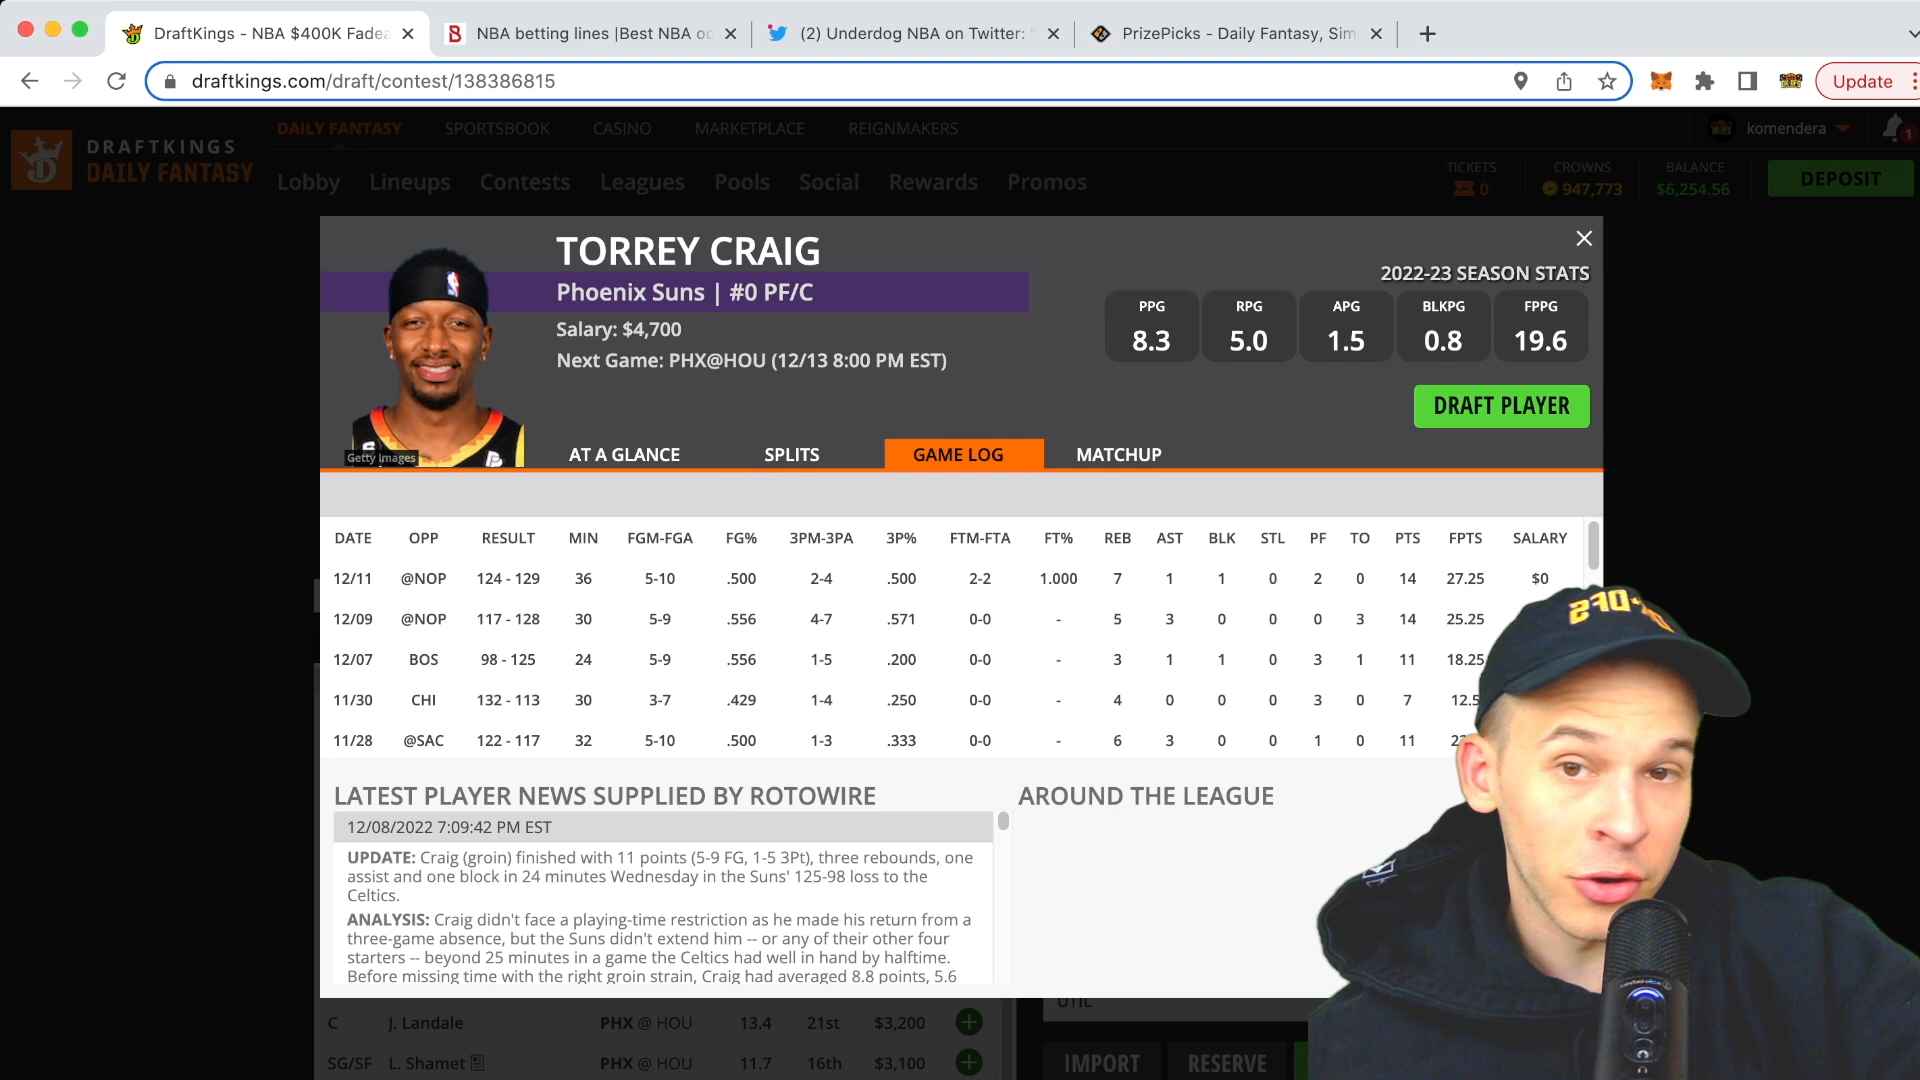 DraftKings - NBA $400K Fadea
NBA betting lines |Best NBA od
(2) Underdog NBA on Twitter: "
PrizePicks - Daily Fantasy, Sim
draftkings.com/draft/contest/138386815
Update
DRAFTKINGS
DAILY FANTASY
DAILY FANTASY SPORTSBOOK CASINO MARKETPLACE REIGNMAKERS
komendera
1
Lobby Lineups Contests Leagues Pools Social Rewards Promos
TICKETS
0
CROWNS
947,773
BALANCE
$6,254.56
DEPOSIT
TORREY CRAIG
Phoenix Suns | #0 PF/C
Salary: $4,700
Next Game: PHX@HOU (12/13 8:00 PM EST)
2022-23 SEASON STATS
PPG RPG APG BLKPG FPPG
8.3 5.0 1.5 0.8 19.6
DRAFT PLAYER
Getty Images
AT A GLANCE SPLITS GAME LOG MATCHUP
DATE OPP RESULT MIN FGM-FGA FG% 3PM-3PA 3P% FTM-FTA FT% REB AST BLK STL PF TO PTS FPTS SALARY
12/11 @NOP 124 - 129 36 5-10 .500 2-4 .500 2-2 1.000 7 1 1 0 2 0 14 27.25 $0
12/09 @NOP 117 - 128 30 5-9 .556 4-7 .571 0-0 - 5 3 0 0 0 3 14 25.25
12/07 BOS 98 - 125 24 5-9 .556 1-5 .200 0-0 - 3 1 1 0 3 1 11 18.25
11/30 CHI 132 - 113 30 3-7 .429 1-4 .250 0-0 - 4 0 0 0 3 0 7 12.5
11/28 @SAC 122 - 117 32 5-10 .500 1-3 .333 0-0 - 6 3 0 0 1 0 11
LATEST PLAYER NEWS SUPPLIED BY ROTOWIRE
12/08/2022 7:09:42 PM EST
UPDATE: Craig (groin) finished with 11 points (5-9 FG, 1-5 3Pt), three rebounds, one
assist and one block in 24 minutes Wednesday in the Suns' 125-98 loss to the
Celtics.
ANALYSIS: Craig didn't face a playing-time restriction as he made his return from a
three-game absence, but the Suns didn't extend him -- or any of their other four
starters -- beyond 25 minutes in a game the Celtics had well in hand by halftime.
Before missing time with the right groin strain, Craig had averaged 8.8 points, 5.6
AROUND THE LEAGUE
UTIL
C J. Landale PHX @ HOU 13.4 21st $3,200
SG/SF L. Shamet PHX @ HOU 11.7 16th $3,100
IMPORT RESERVE